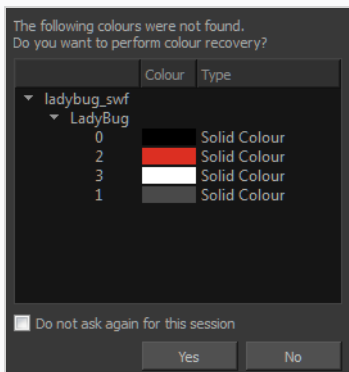 The following colours were not found.
Do you want to perform colour recovery?
Colour Type
ladybug_swf
LadyBug
0 Solid Colour
2 Solid Colour
3 Solid Colour
1 Solid Colour
Do not ask again for this session
Yes No